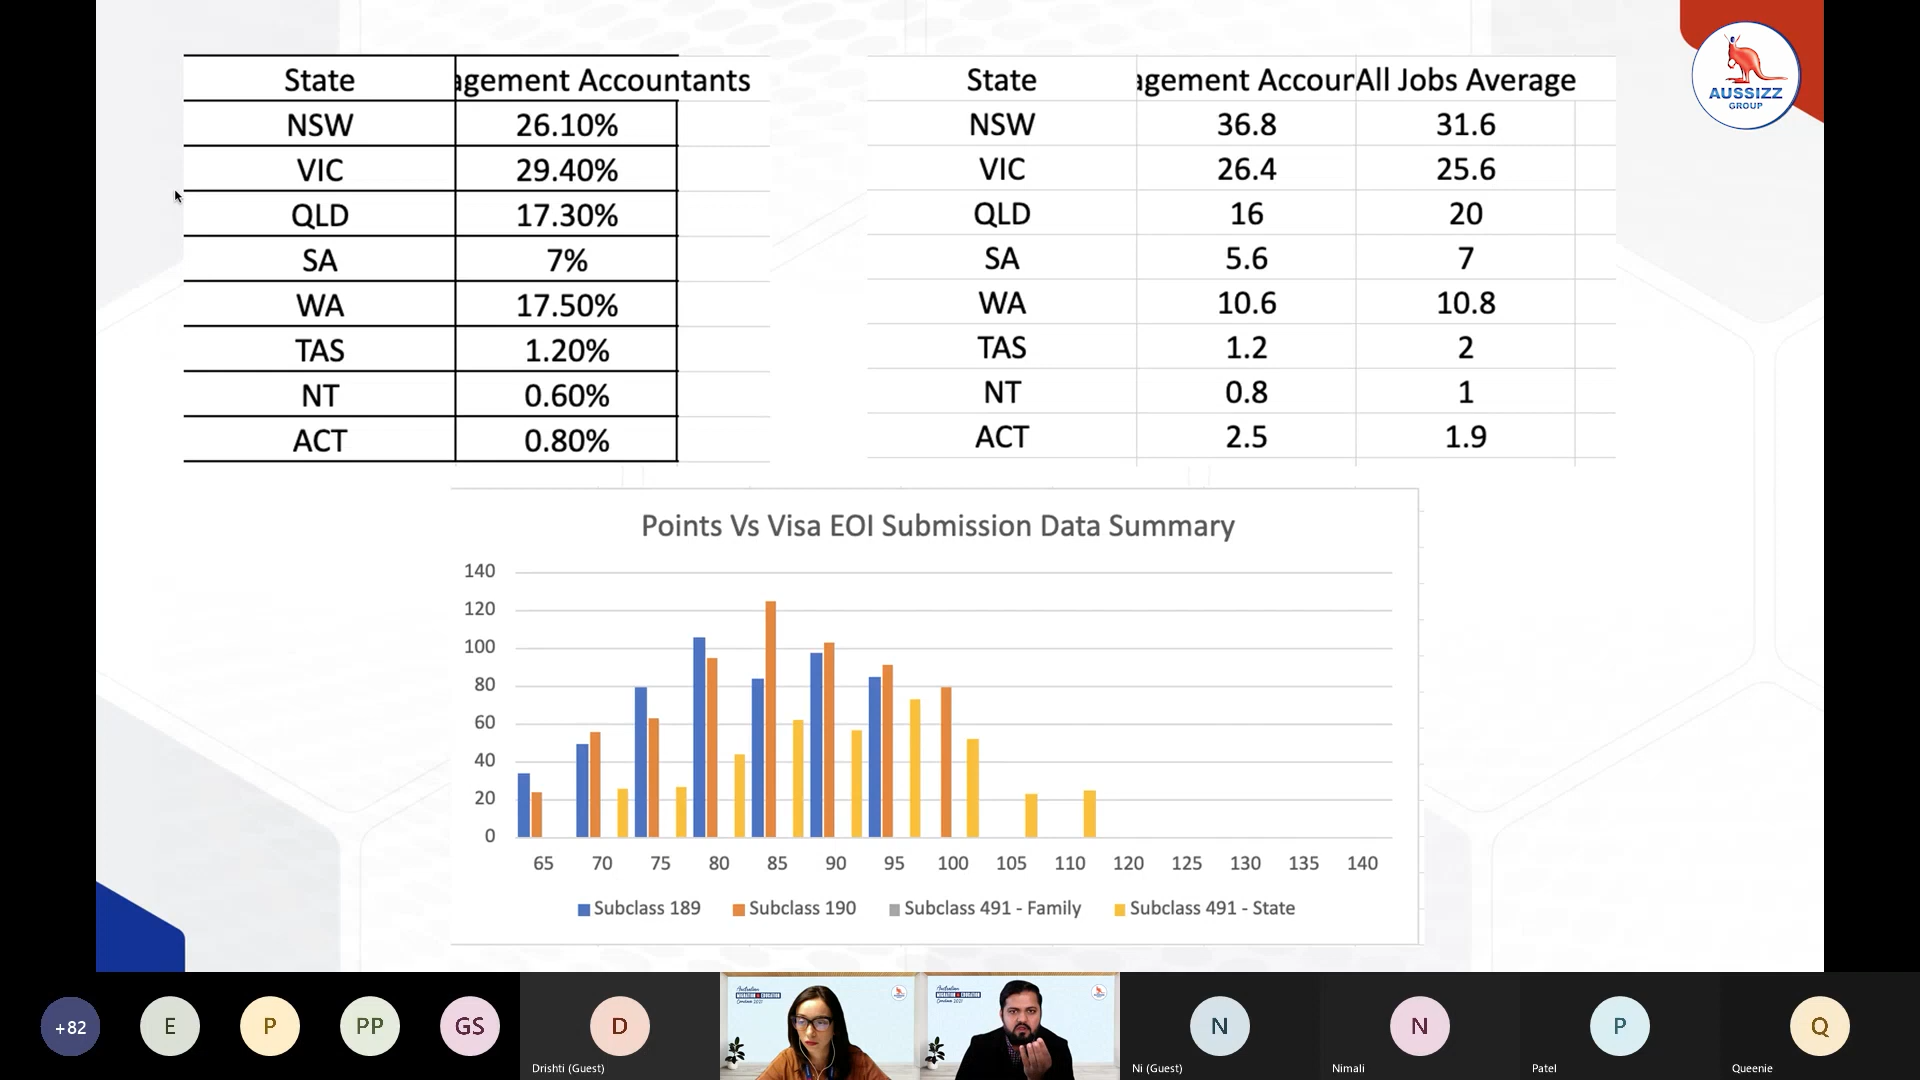 State agement Accountants
NSW 26.10%
VIC 29.40%
QLD 17.30%
SA 7%
WA 17.50%
TAS 1.20%
NT 0.60%
ACT 0.80%
State agement Accour All Jobs Average
NSW 36.8 31.6
VIC 26.4 25.6
QLD 16 20
SA 5.6 7
WA 10.6 10.8
TAS 1.2 2
NT 0.8 1
ACT 2.5 1.9
AUSSIZZ
GROUP
Points Vs Visa EOI Submission Data Summary
140
120
100
80
60
40
20
0
65 70 75 80 85 90 95 100 105 110 120 125 130 135 140
Subclass 189 Subclass 190 Subclass 491 - Family Subclass 491 - State
+82 E P PP GS D N N P Q
Drishti (Guest) Ni (Guest) Nimali Patel Queenie